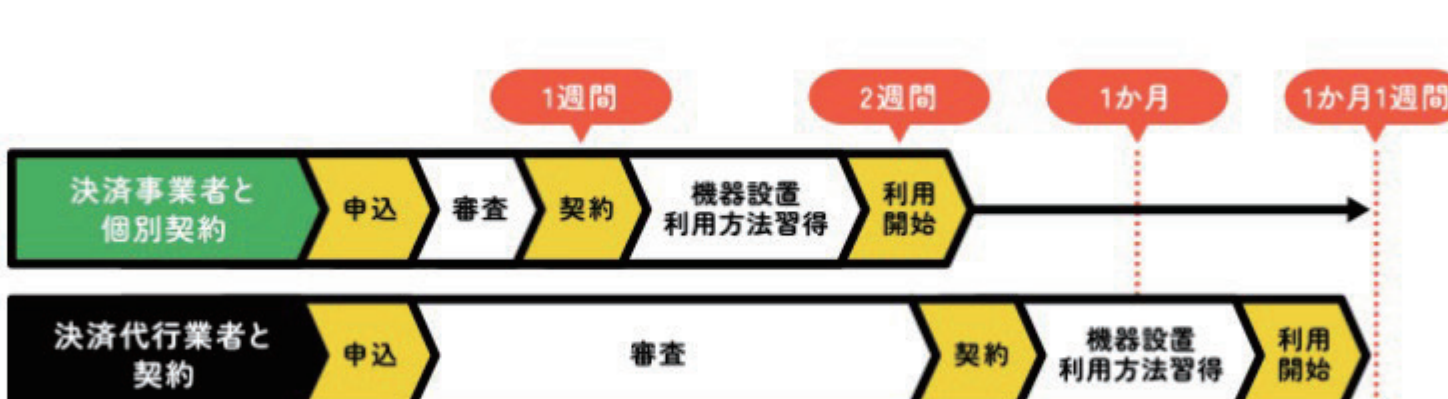 1週間
2週間
1か月
1か月1週間
決済事業者と
個別契約
申込
審査
契約
機器設置
利用方法習得
利用
開始
決済代行業者と
契約
申込
審査
契約
機器設置
利用方法習得
利用
開始